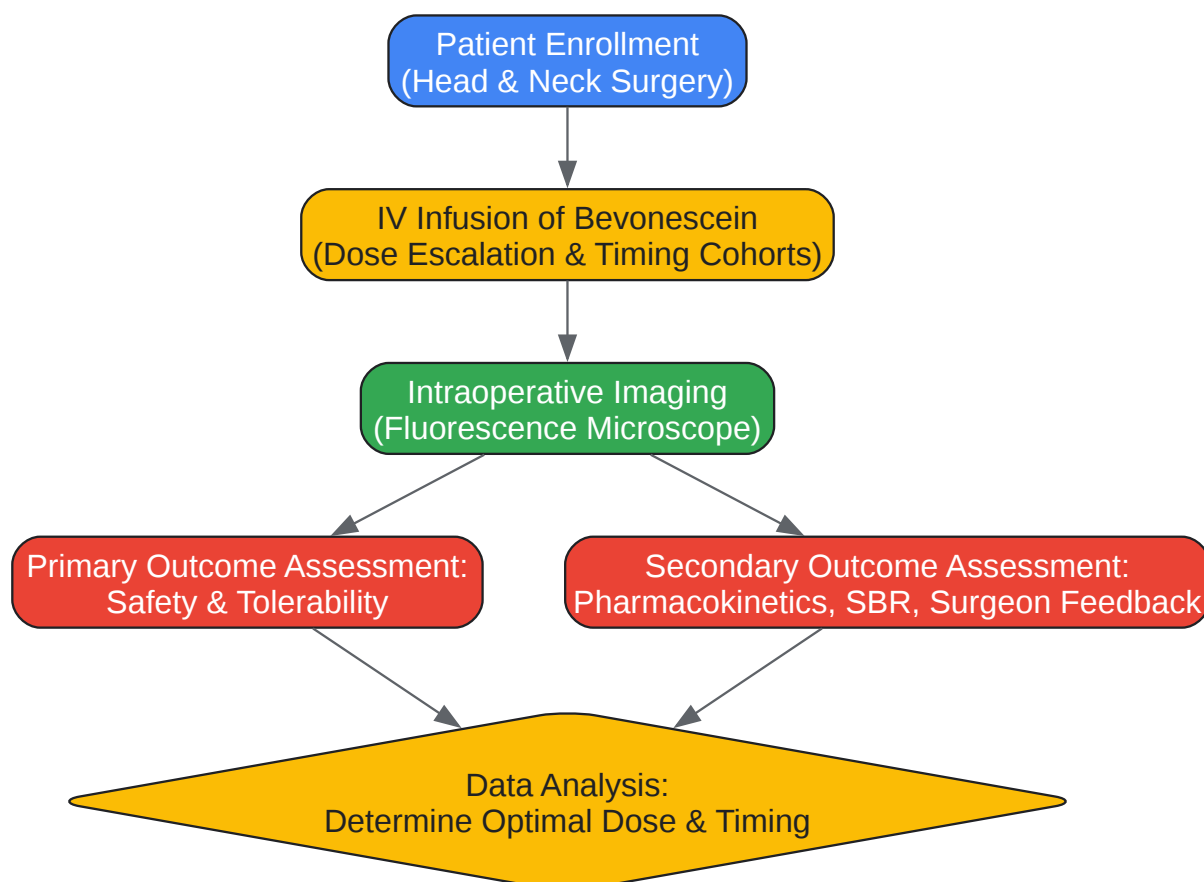 Patient Enrollment
(Head & Neck Surgery)
IV Infusion of Bevonescein
(Dose Escalation & Timing Cohorts)
Intraoperative Imaging
(Fluorescence Microscope)
Primary Outcome Assessment:
Safety & Tolerability
Secondary Outcome Assessment:
Pharmacokinetics, SBR, Surgeon Feedback
Data Analysis:
Determine Optimal Dose & Timing